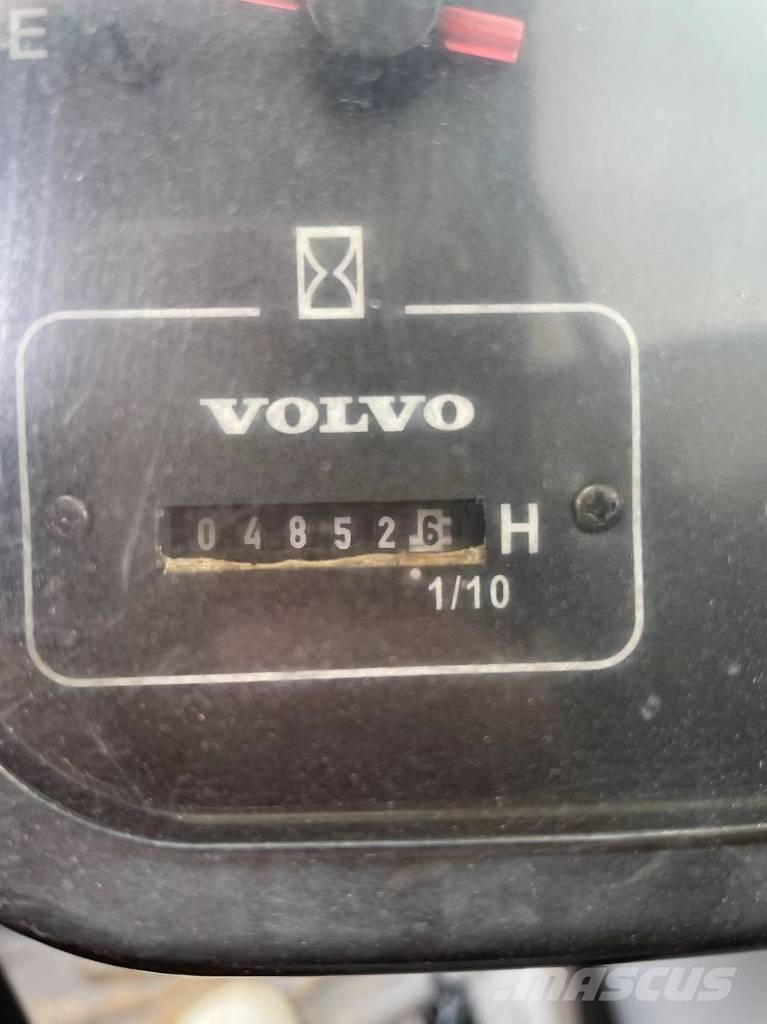 E
VOLVO
048526 H
1/10
MASCUS